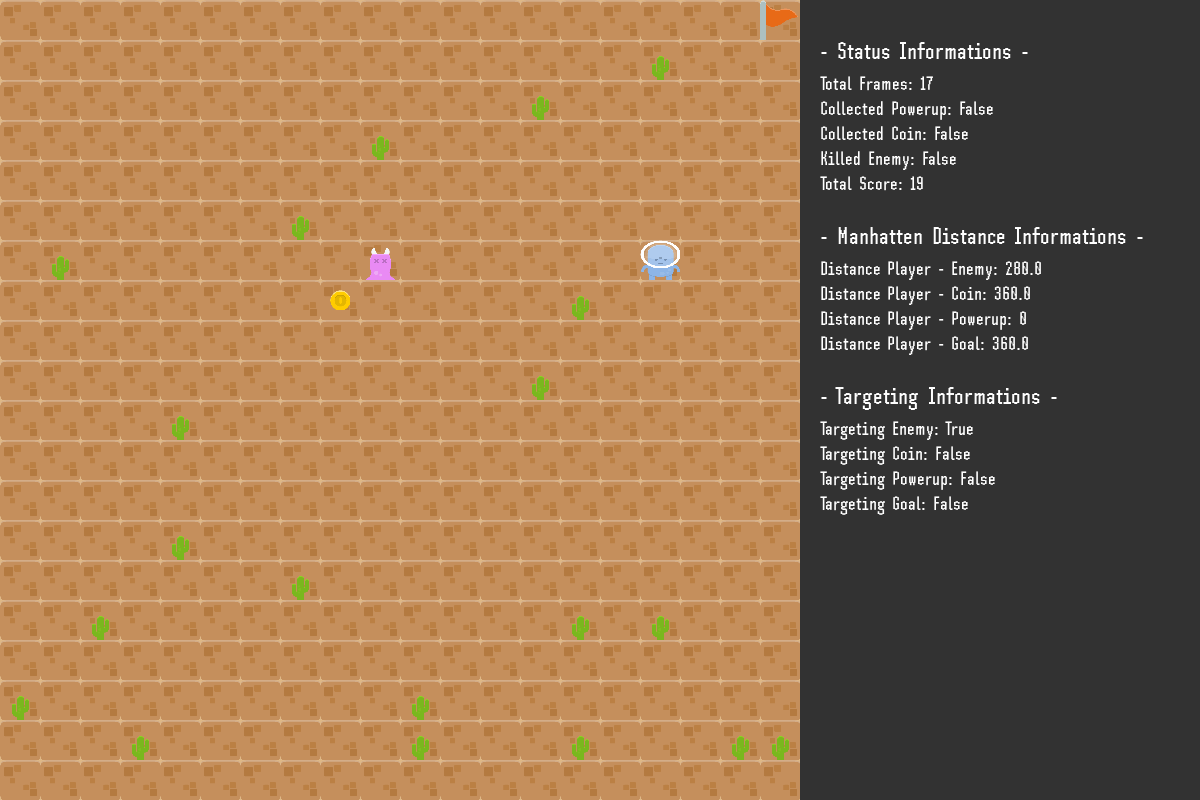 - Status Informations -
Total Frames: 17
Collected Powerup: False
Collected Coin: False
Killed Enemy: False
Total Score: 19
- Manhatten Distance Informations -
Distance Player - Enemy: 280.0
Distance Player - Coin: 360.0
Distance Player - Powerup: 0
Distance Player - Goal: 360.0
- Targeting Informations -
Targeting Enemy: True
Targeting Coin: False
Targeting Powerup: False
Targeting Goal: False